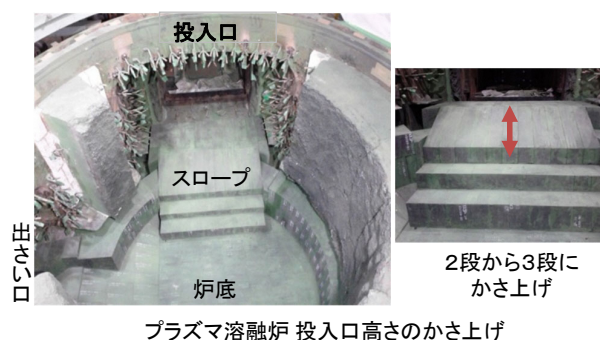 投入口
スロープ
出さい口
炉底
2段から3段に
かさ上げ
プラズマ溶融炉 投入口高さのかさ上げ